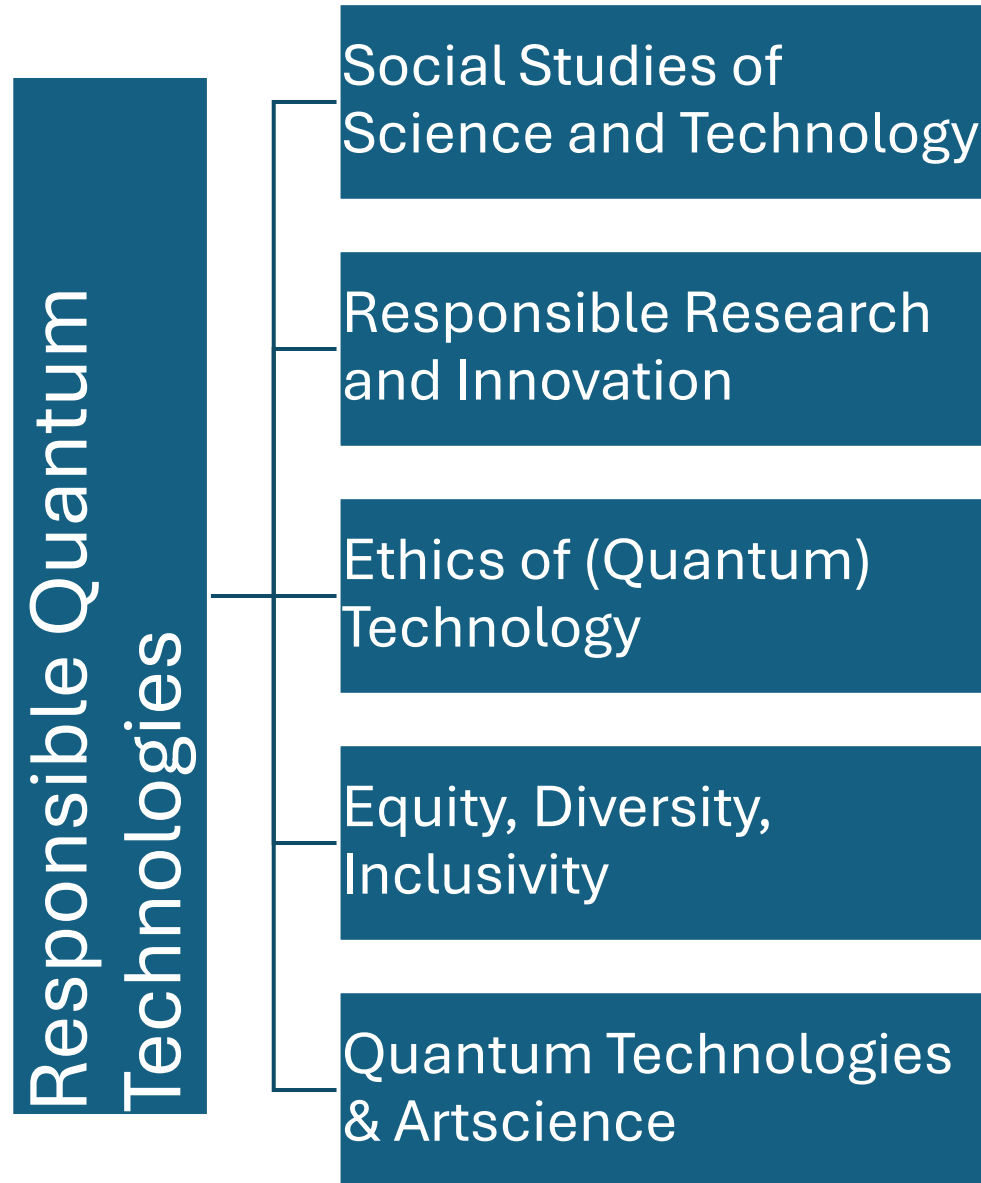 Responsible Quantum
Technologies
Social Studies of
Science and Technology
Responsible Research
and Innovation
Ethics of (Quantum)
Technology
Equity, Diversity,
Inclusivity
Quantum Technologies
& Artscience